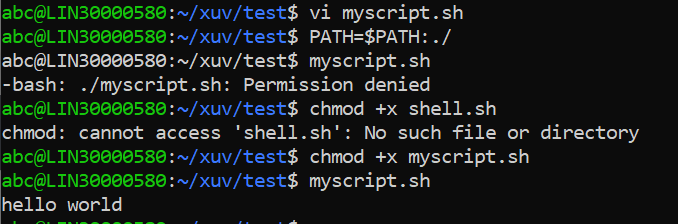 abc@LIN30000580:~/xuv/test$ vi myscript.sh
abc@LIN30000580:~/xuv/test$ PATH=$PATH:./
abc@LIN30000580:~/xuv/test$ myscript.sh
-bash: ./myscript.sh: Permission denied
abc@LIN30000580:~/xuv/test$ chmod +x shell.sh
chmod: cannot access 'shell.sh': No such file or directory
abc@LIN30000580:~/xuv/test$ chmod +x myscript.sh
abc@LIN30000580:~/xuv/test$ myscript.sh
hello world